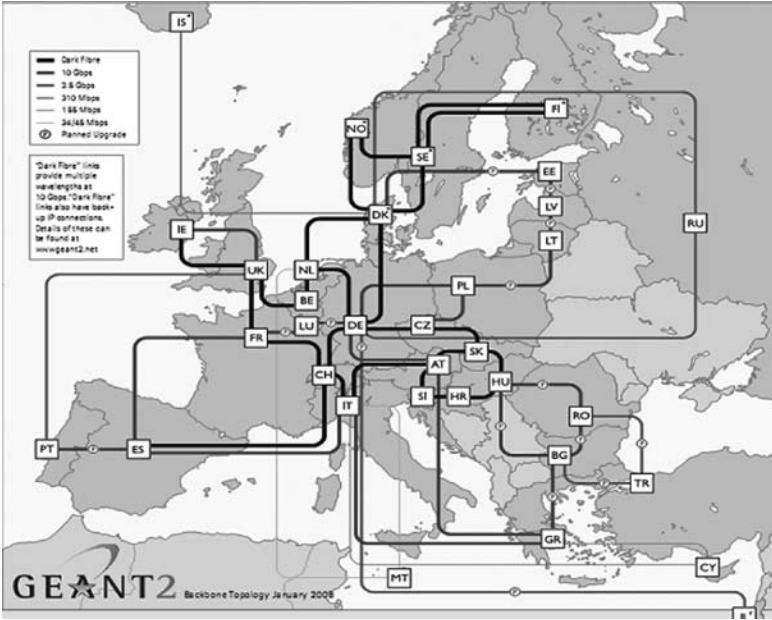 IS*
Dark Fibre
10 Gbps
2.5 Gbps
310 Mbps
155 Mbps
34/45 Mbps
P Planned Upgrade
"Dark Fibre" links
provide multiple
wavelengths at
10 Gbps. "Dark Fibre"
links also have back-
up IP connections.
Details of these can
be found at
www.geant2.net
NO*
FI*
SE*
EE
LV
DK*
RU
IE
LT
UK
NL
PL
BE
LU
DE
CZ
FR
SK
AT
CH
HU
SI
HR
IT
RO
PT
ES
BG
TR
GR
CY
MT
GEANT2 Backbone Topology January 2008
IL*